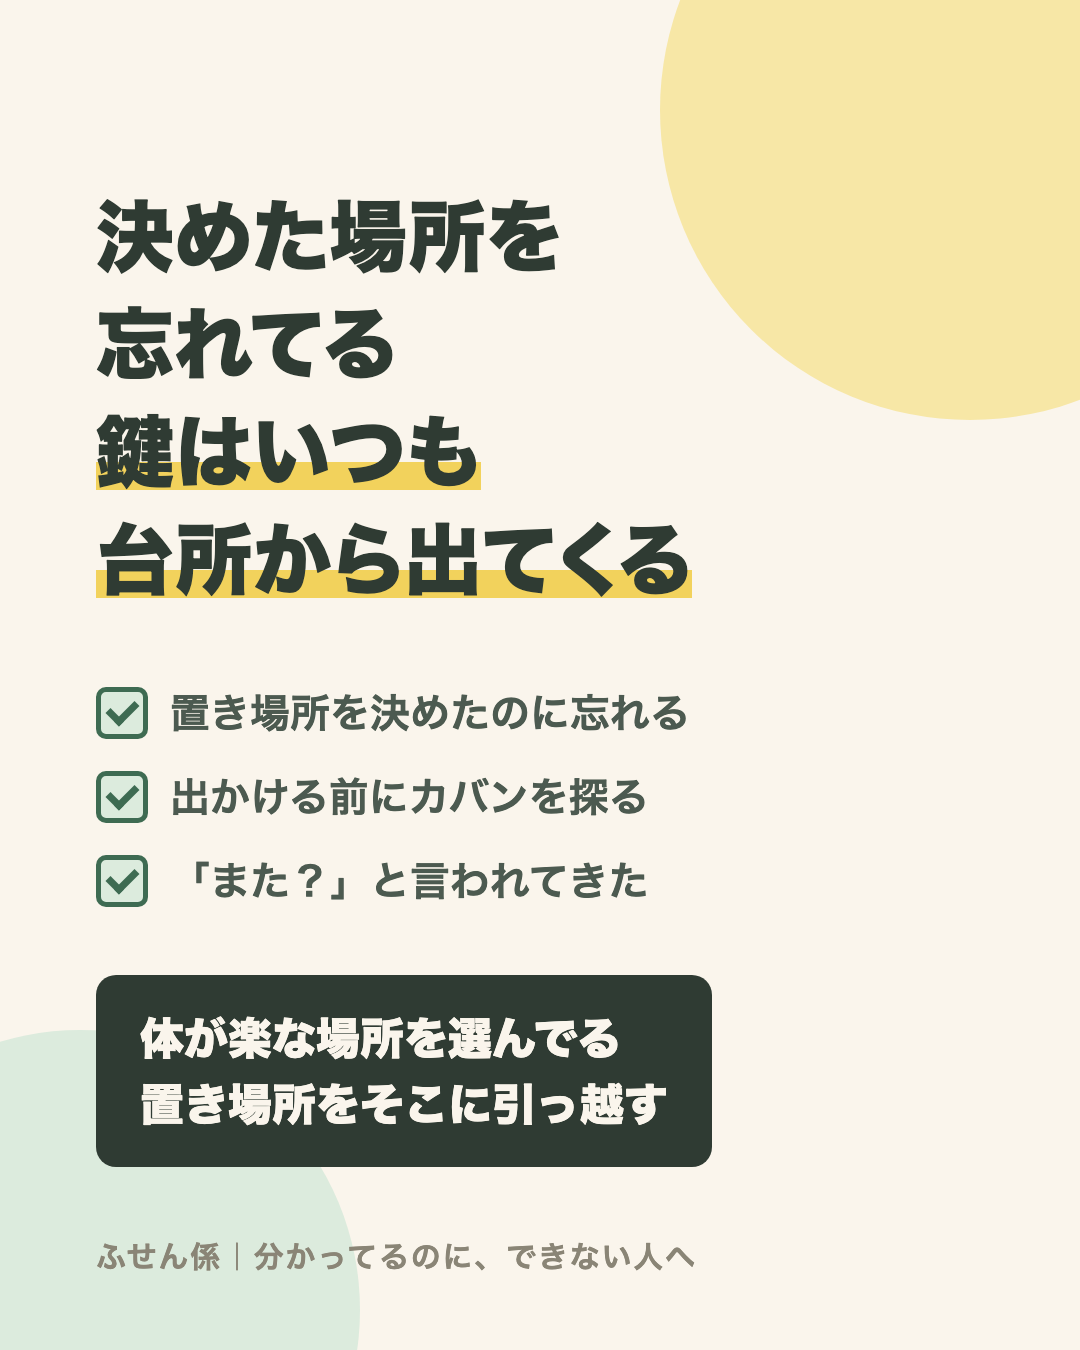 決めた場所を
忘れてる
鍵はいつも
台所から出てくる
置き場所を決めたのに忘れる
出かける前にカバンを探る
「また？」と言われてきた
体が楽な場所を選んでる
置き場所をそこに引っ越す
ふせん係｜分かってるのに、できない人へ